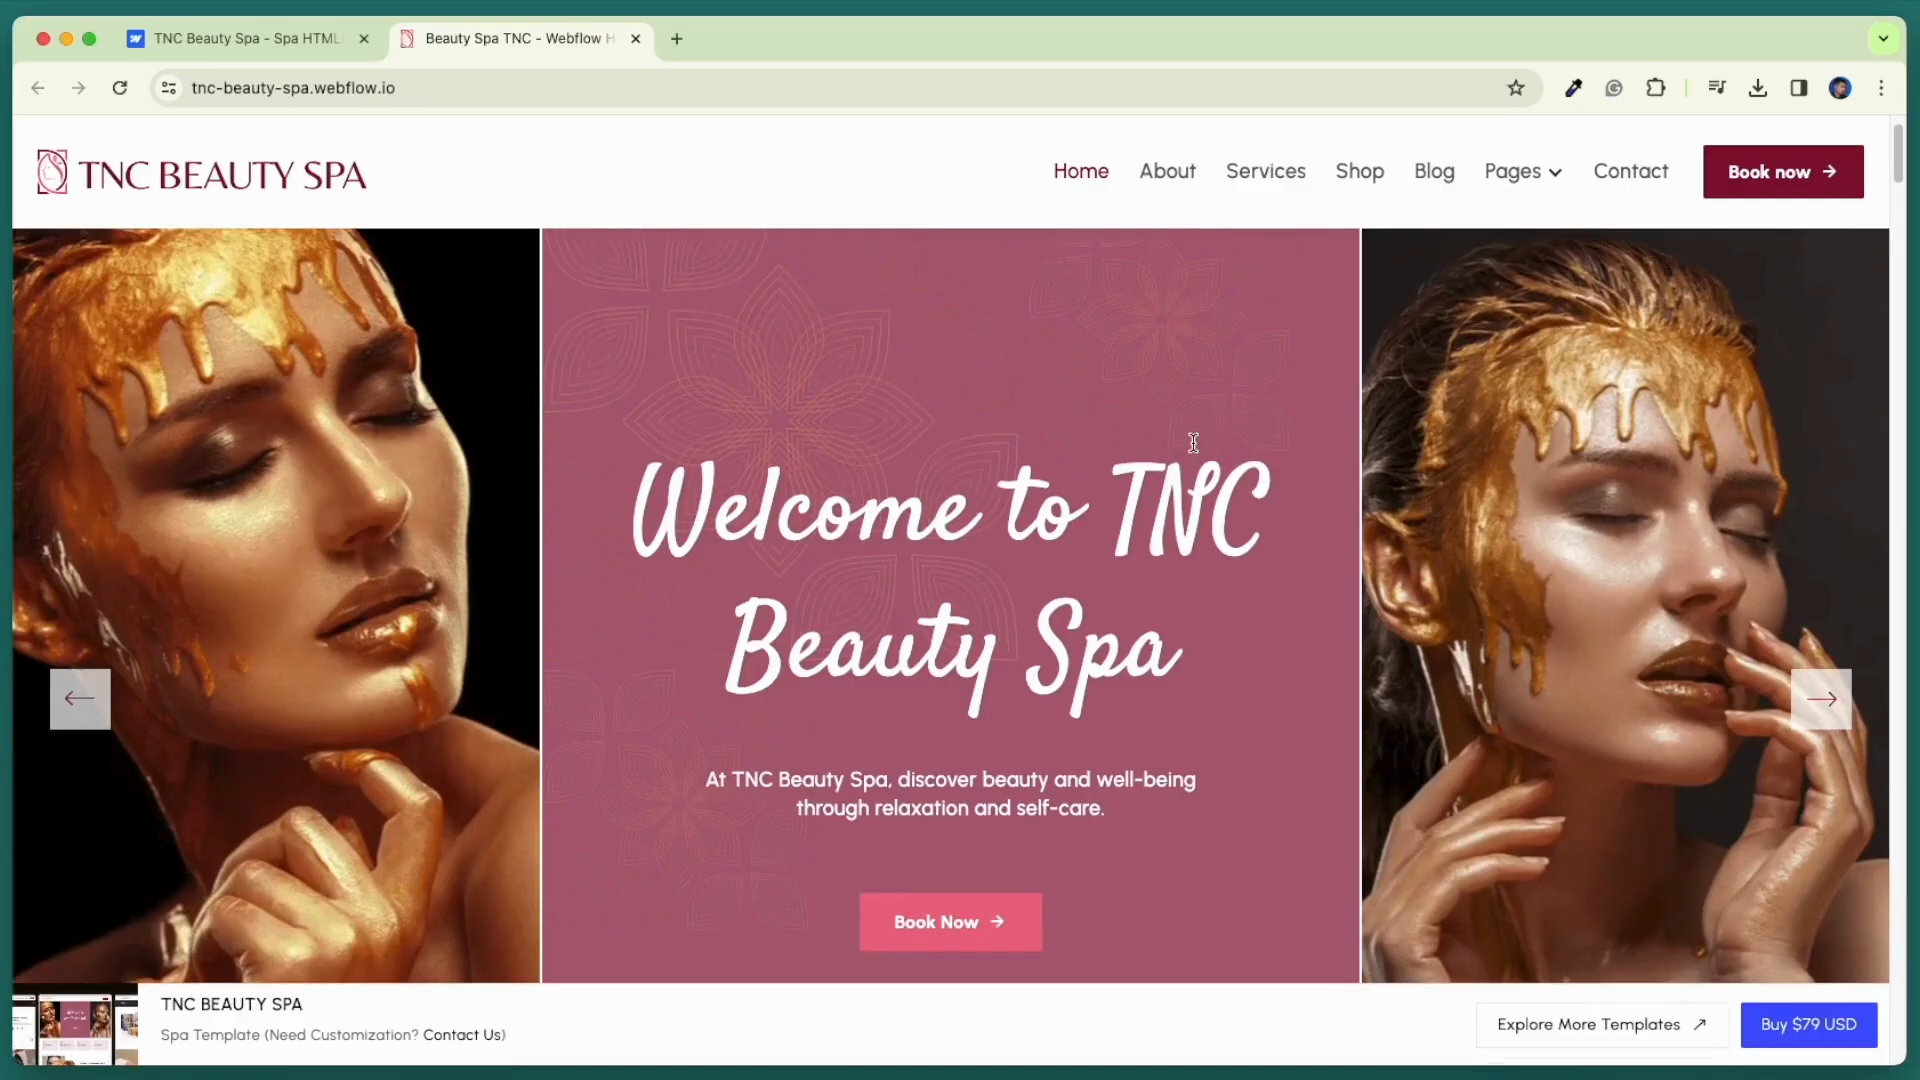 TNC Beauty Spa - Spa HTML
Beauty Spa TNC - Webflow H
tnc-beauty-spa.webflow.io
TNC BEAUTY SPA
Home
About
Services
Shop
Blog
Pages
Contact
Book now →
Welcome to TNC
Beauty Spa
At TNC Beauty Spa, discover beauty and well-being
through relaxation and self-care.
Book Now →
TNC BEAUTY SPA
Spa Template (Need Customization? Contact Us)
Explore More Templates ↗
Buy $79 USD